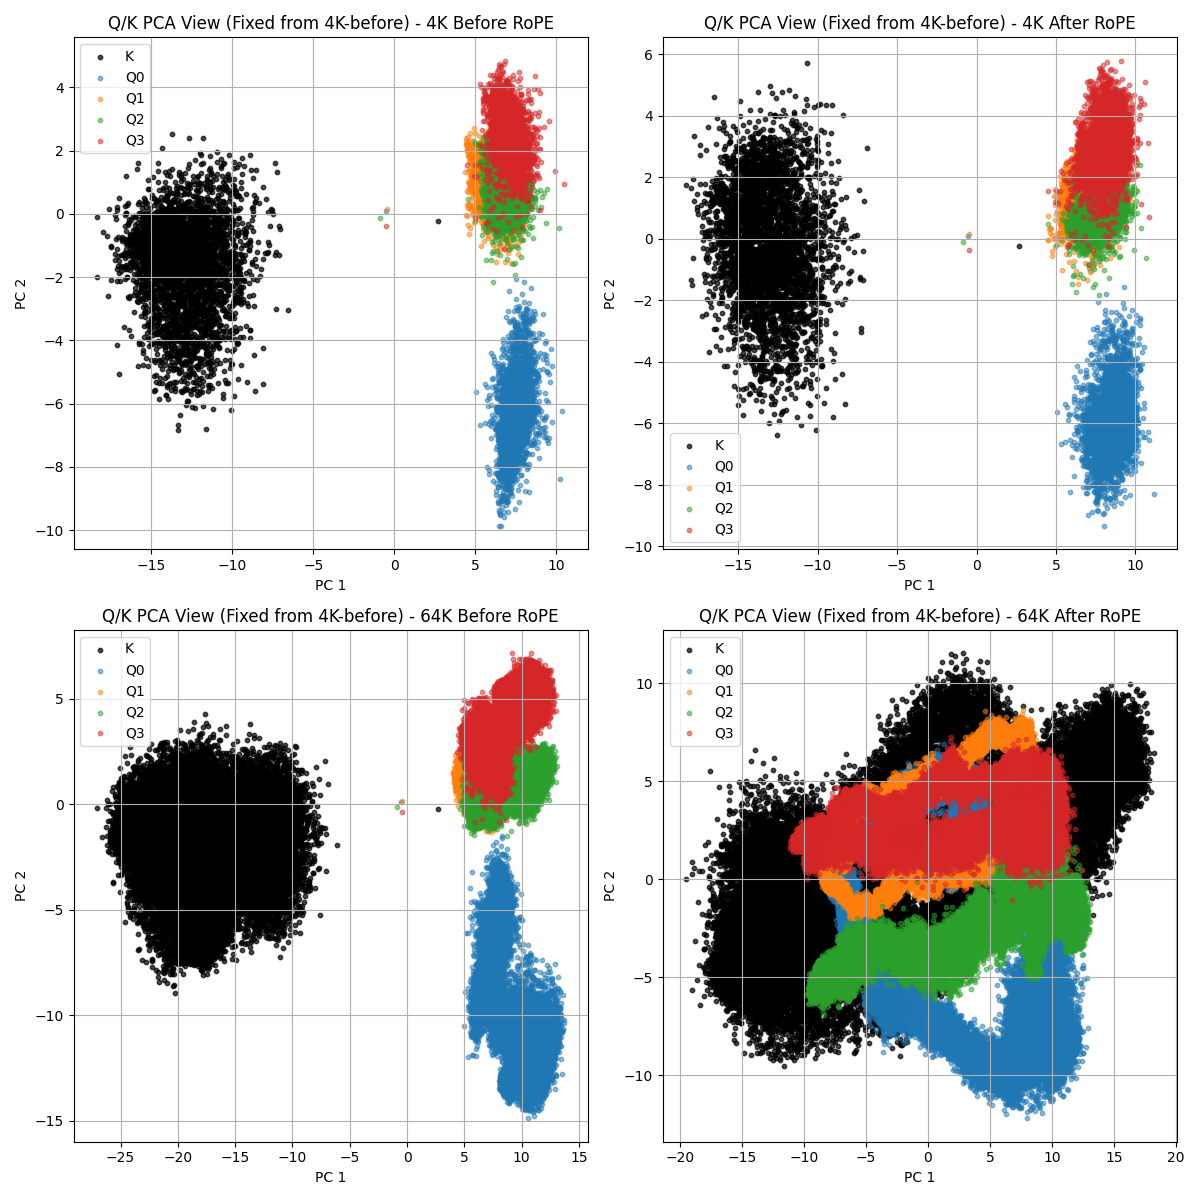 Q/K PCA View (Fixed from 4K-before) - 4K Before RoPE
K
Q0
Q1
Q2
Q3
4
2
0
−2
−4
−6
−8
−10
PC 2
−15 −10 −5 0 5 10
PC 1
Q/K PCA View (Fixed from 4K-before) - 4K After RoPE
6
4
2
0
−2
−4
−6
−8
−10
PC 2
K
Q0
Q1
Q2
Q3
−15 −10 −5 0 5 10
PC 1
Q/K PCA View (Fixed from 4K-before) - 64K Before RoPE
K
Q0
Q1
Q2
Q3
5
0
−5
−10
−15
PC 2
−25 −20 −15 −10 −5 0 5 10 15
PC 1
Q/K PCA View (Fixed from 4K-before) - 64K After RoPE
K
Q0
Q1
Q2
Q3
10
5
0
−5
−10
PC 2
−20 −15 −10 −5 0 5 10 15 20
PC 1